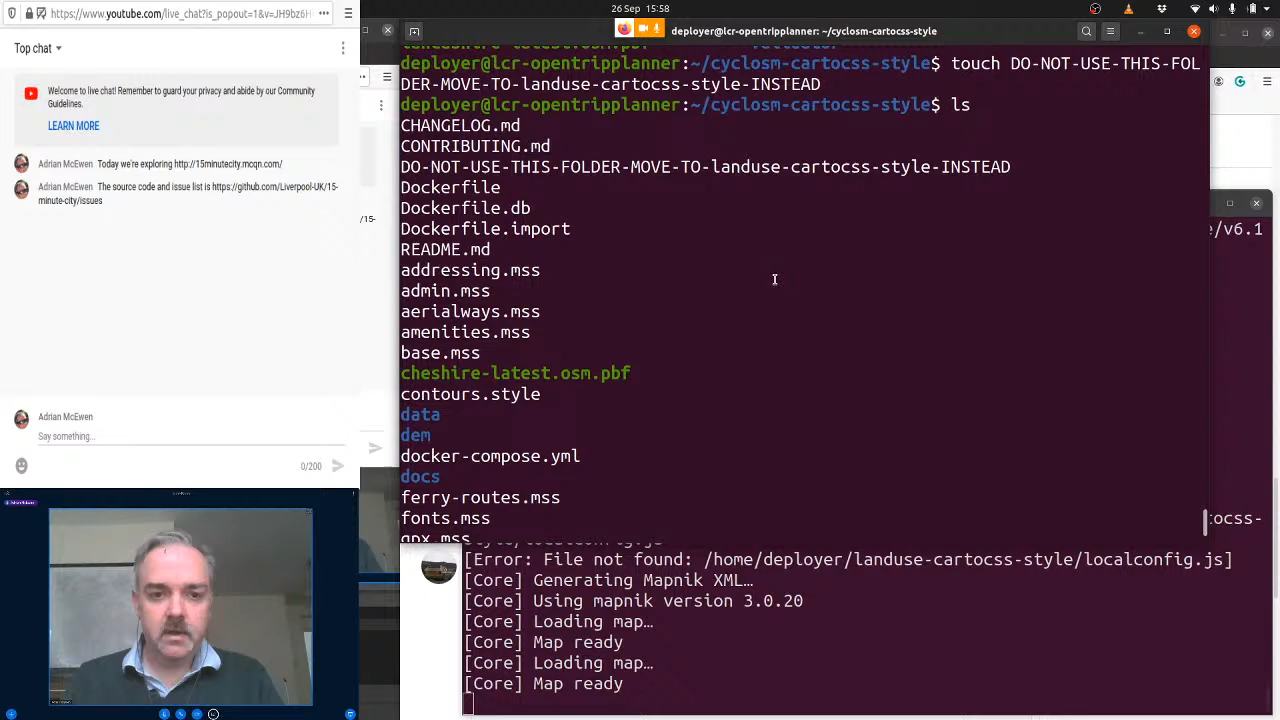 https://www.youtube.com/live_chat?is_popout=1&v=JH9bz6H
26 Sep 15:58
deployer@lcr-opentripplanner: ~/cyclosm-cartocss-style
Top chat
Welcome to live chat! Remember to guard your privacy and abide by our Community
Guidelines.
LEARN MORE
Adrian McEwen Today we're exploring http://15minutecity.mcqn.com/
Adrian McEwen The source code and issue list is https://github.com/Liverpool-UK/15-
minute-city/issues
Adrian McEwen
Say something...
0/200
deployer@lcr-opentripplanner:~/cyclosm-cartocss-style$ touch DO-NOT-USE-THIS-FOL
DER-MOVE-TO-landuse-cartocss-style-INSTEAD
deployer@lcr-opentripplanner:~/cyclosm-cartocss-style$ ls
CHANGELOG.md
CONTRIBUTING.md
DO-NOT-USE-THIS-FOLDER-MOVE-TO-landuse-cartocss-style-INSTEAD
Dockerfile
Dockerfile.db
Dockerfile.import
README.md
addressing.mss
admin.mss
aerialways.mss
amenities.mss
base.mss
cheshire-latest.osm.pbf
contours.style
data
dem
docker-compose.yml
docs
ferry-routes.mss
fonts.mss
gpx.mss
e/v6.1
/15-
tocss-
style/localconfig.js
[Error: File not found: /home/deployer/landuse-cartocss-style/localconfig.js]
[Core] Generating Mapnik XML…
[Core] Using mapnik version 3.0.20
[Core] Loading map…
[Core] Map ready
[Core] Loading map…
[Core] Map ready